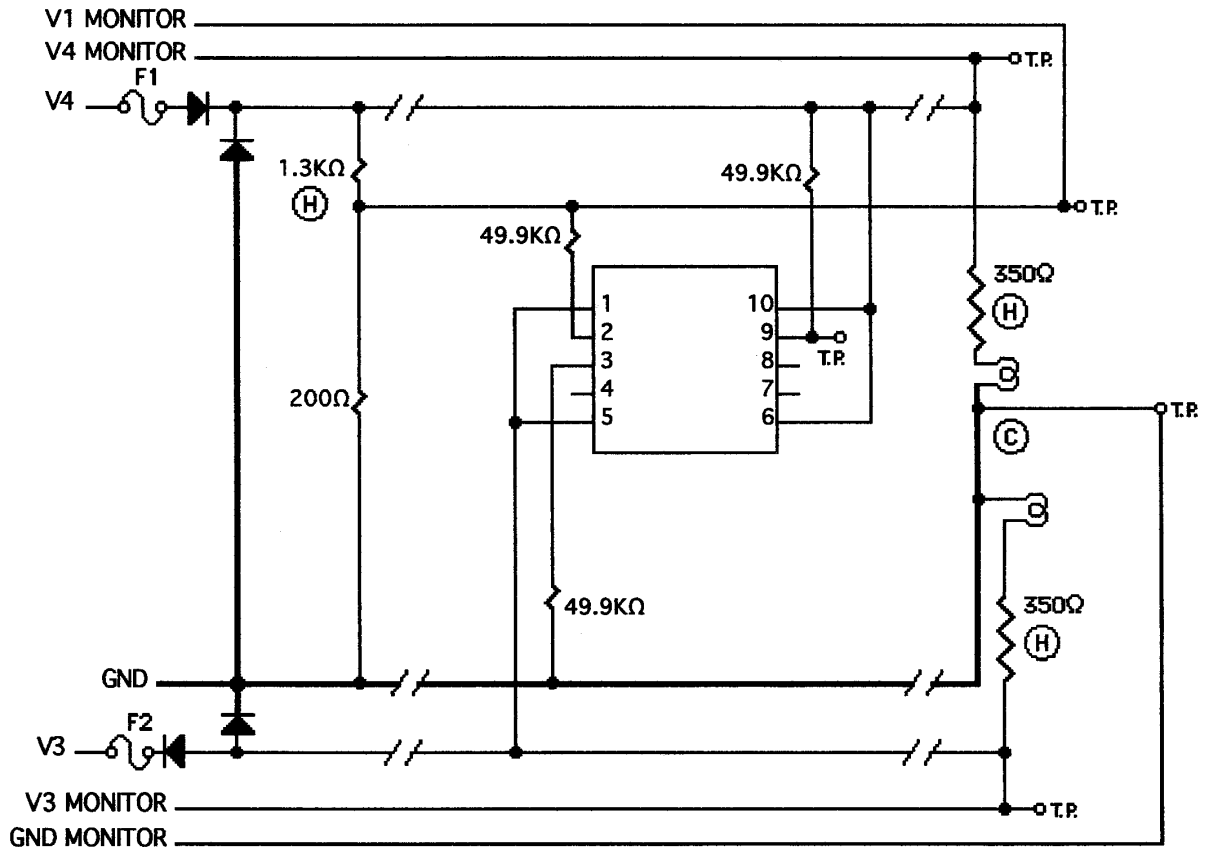 V1 MONITOR
V4 MONITOR
T.P.
F1
V4
1.3KΩ
H
49.9KΩ
T.P.
49.9KΩ
350Ω
H
1
10
2
9
T.P.
3
8
4
7
200Ω
5
6
T.P.
C
49.9KΩ
350Ω
H
GND
F2
V3
V3 MONITOR
T.P.
GND MONITOR